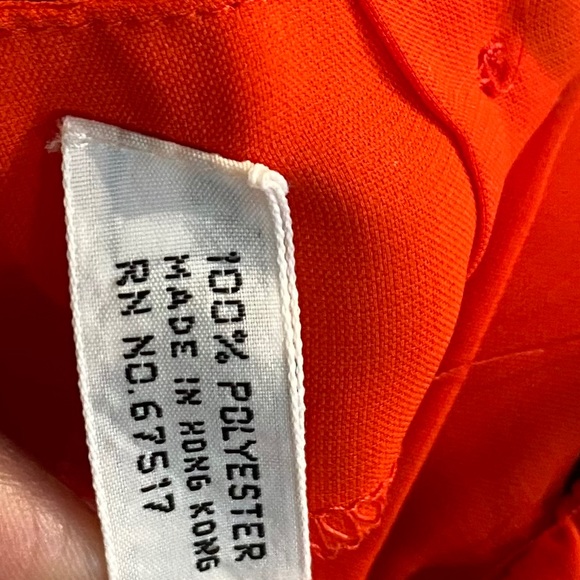 100% POLYESTER
MADE IN HONG KONG
RN NO.67517